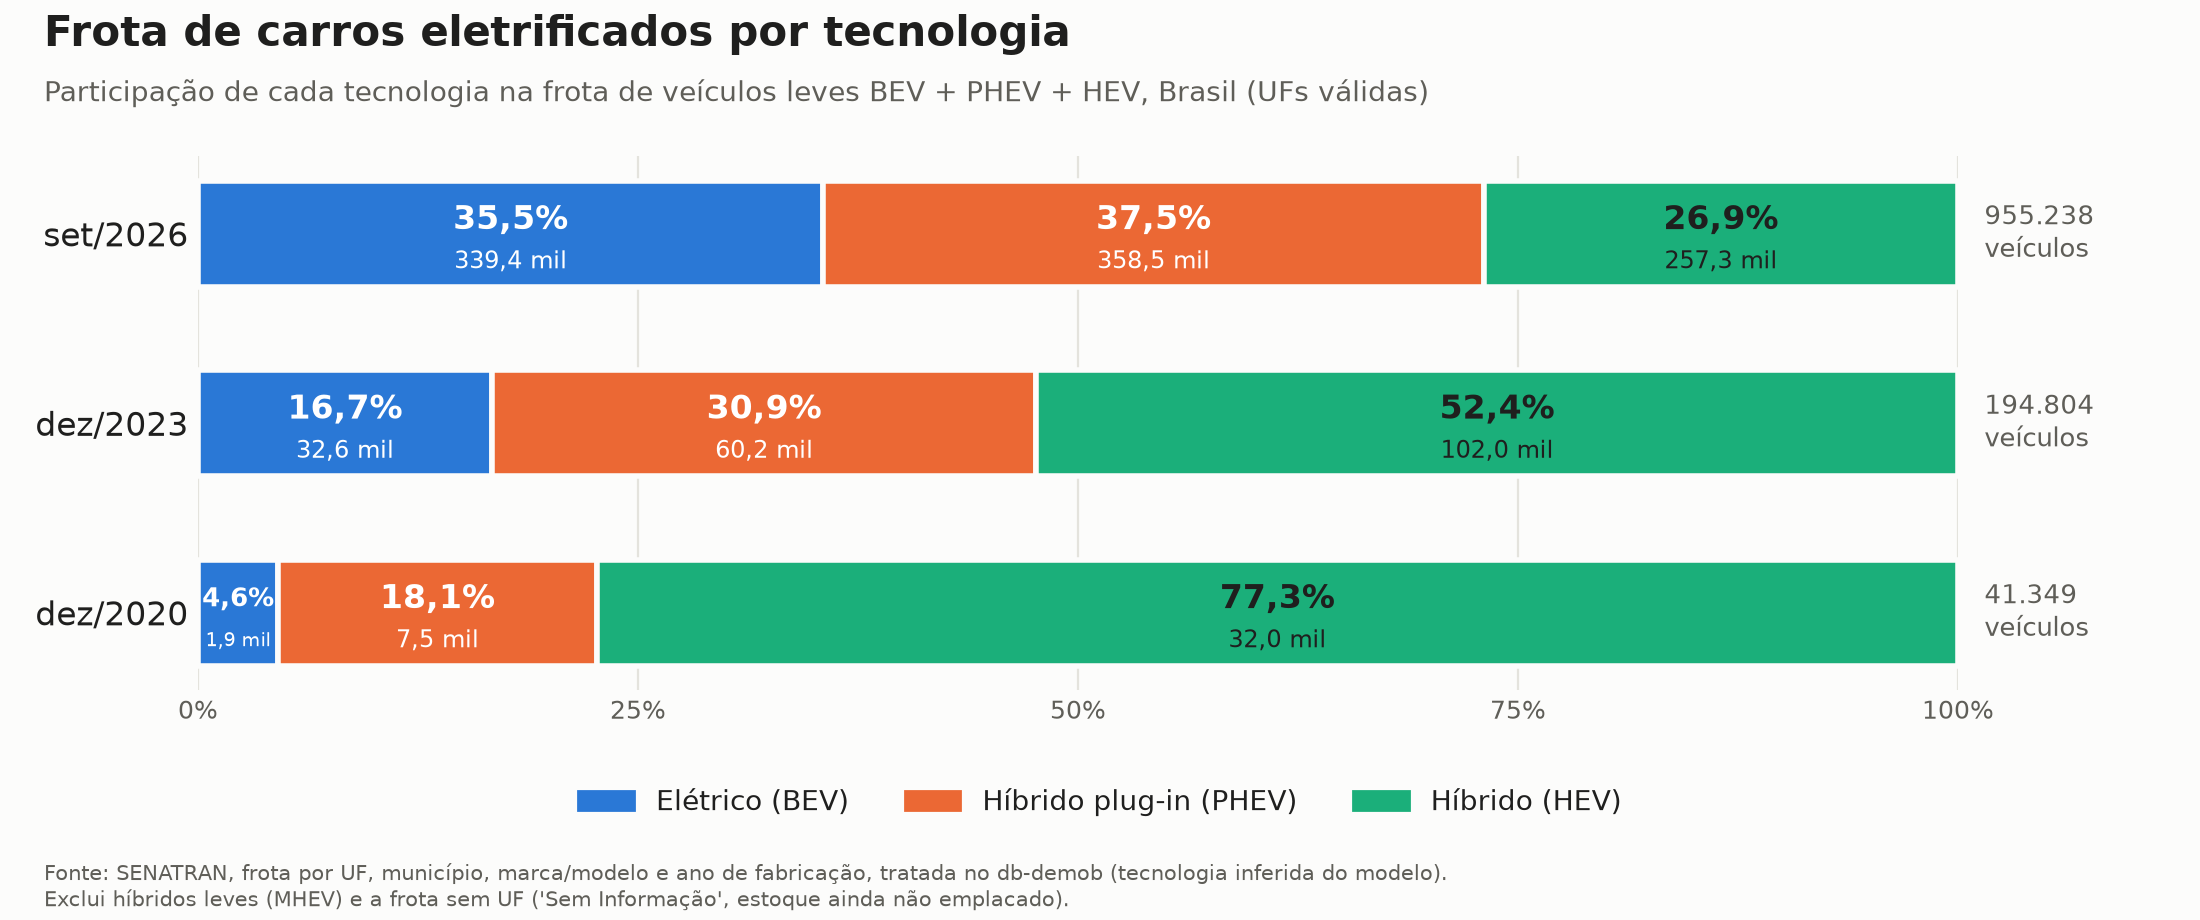 Frota de carros eletrificados por tecnologia
Participação de cada tecnologia na frota de veículos leves BEV + PHEV + HEV, Brasil (UFs válidas)
set/2026
35,5%
339,4 mil
37,5%
358,5 mil
26,9%
257,3 mil
955.238
veículos
dez/2023
16,7%
32,6 mil
30,9%
60,2 mil
52,4%
102,0 mil
194.804
veículos
dez/2020
4,6%
1,9 mil
18,1%
7,5 mil
77,3%
32,0 mil
41.349
veículos
0%
25%
50%
75%
100%
Elétrico (BEV)
Híbrido plug-in (PHEV)
Híbrido (HEV)
Fonte: SENATRAN, frota por UF, município, marca/modelo e ano de fabricação, tratada no db-demob (tecnologia inferida do modelo).
Exclui híbridos leves (MHEV) e a frota sem UF ('Sem Informação', estoque ainda não emplacado).